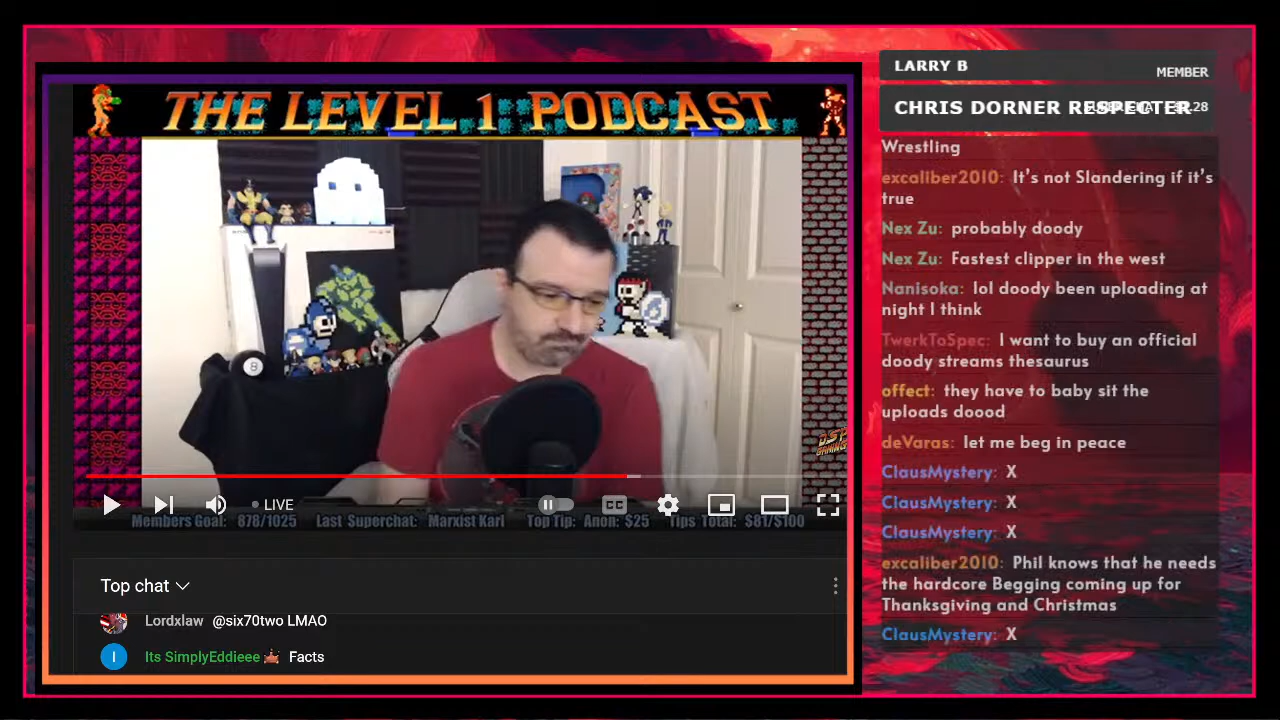 THE LEVEL 1 PODCAST
8
DSP
GAMING
LIVE
CC
Members Goal: 878/1025 Last Superchat: Marxist Karl Top Tip: Anon: $25 Tips Total: $81/$100
Top chat
Lordxlaw @six70two LMAO
I Its SimplyEddieee Facts
LARRY B
MEMBER
CHRIS DORNER RESPECTER
Wrestling
excaliber2010: It's not Slandering if it's
true
Nex Zu: probably doody
Nex Zu: Fastest clipper in the west
Nanisoka: lol doody been uploading at
night I think
TwerkToSpec: I want to buy an official
doody streams thesaurus
offect: they have to baby sit the
uploads doood
deVaras: let me beg in peace
ClausMystery: X
ClausMystery: X
ClausMystery: X
excaliber2010: Phil knows that he needs
the hardcore Begging coming up for
Thanksgiving and Christmas
ClausMystery: X